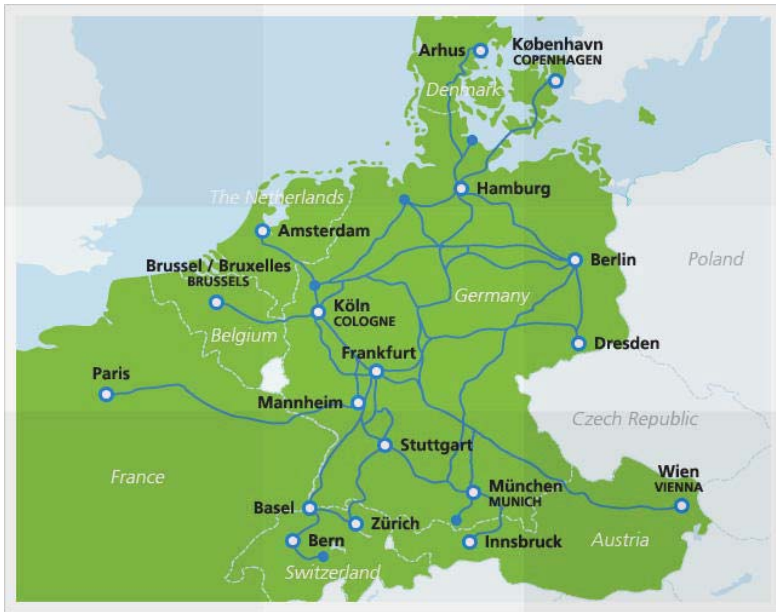 Arhus
København
COPENHAGEN
Denmark
Hamburg
The Netherlands
Amsterdam
Brussel / Bruxelles
BRUSSELS
Berlin
Poland
Köln
COLOGNE
Germany
Belgium
Dresden
Frankfurt
Paris
Mannheim
Czech Republic
Stuttgart
France
Wien
VIENNA
München
MUNICH
Basel
Zürich
Bern
Innsbruck
Austria
Switzerland